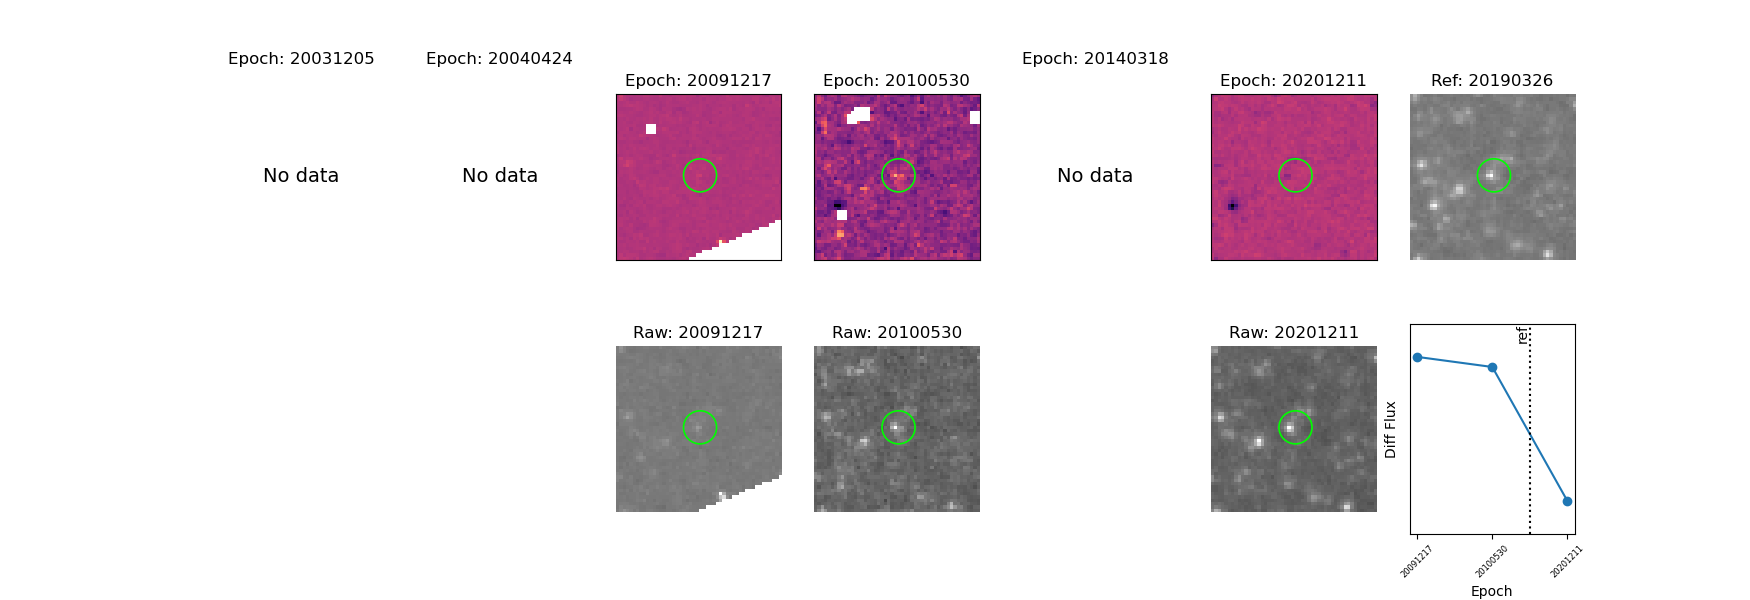 Epoch: 20031205
Epoch: 20040424
Epoch: 20091217
Epoch: 20100530
Epoch: 20140318
Epoch: 20201211
Ref: 20190326
No data
No data
No data
Raw: 20091217
Raw: 20100530
Raw: 20201211
ref
Diff Flux
20091217
20100530
20201211
Epoch